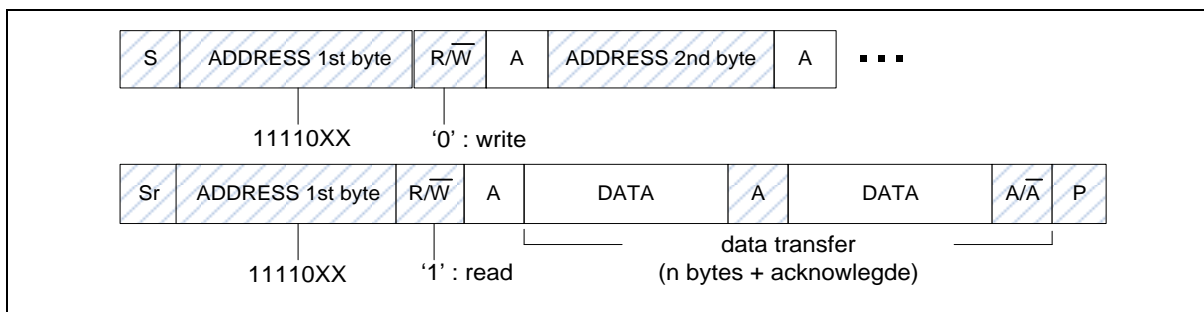 S ADDRESS 1st byte R/W̅ A ADDRESS 2nd byte A ▪ ▪ ▪
11110XX ‘0’ : write
Sr ADDRESS 1st byte R/W̅ A DATA A DATA A/A̅ P
11110XX ‘1’ : read data transfer
(n bytes + acknowlegde)